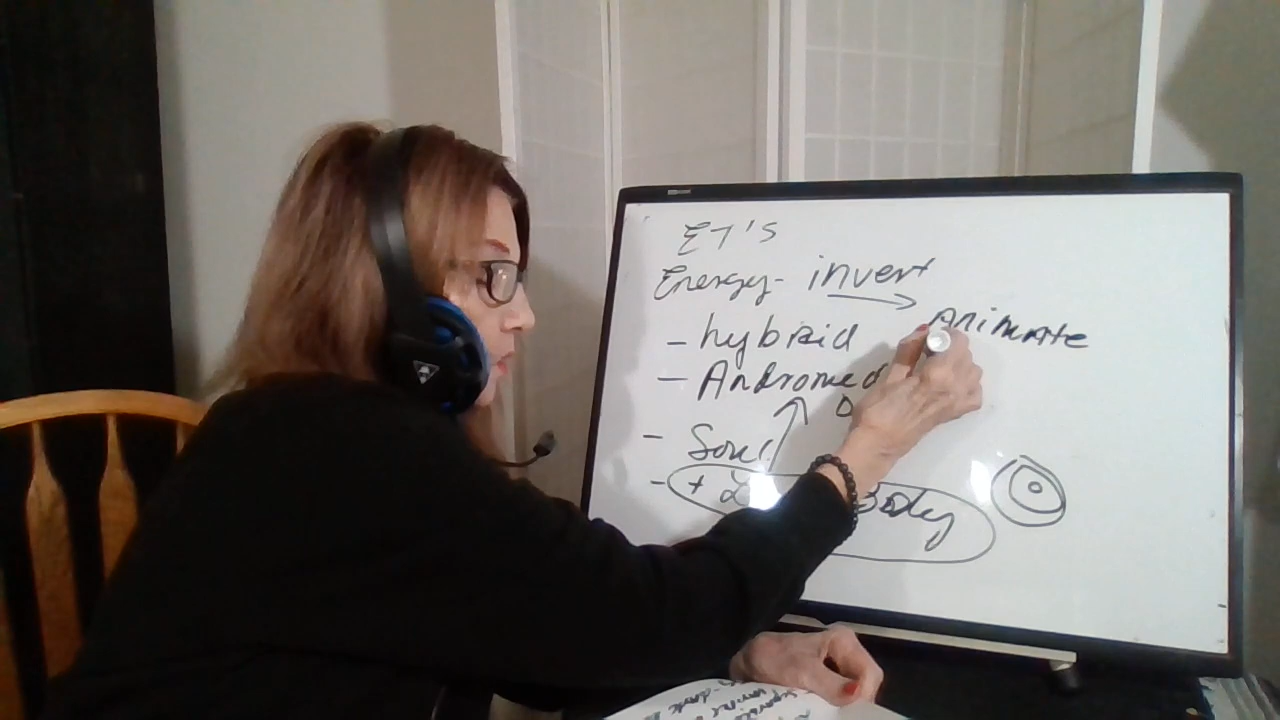 ET'S
Energy- invert
Animate
- hybrid
- Andromed
- Soul
- + Body